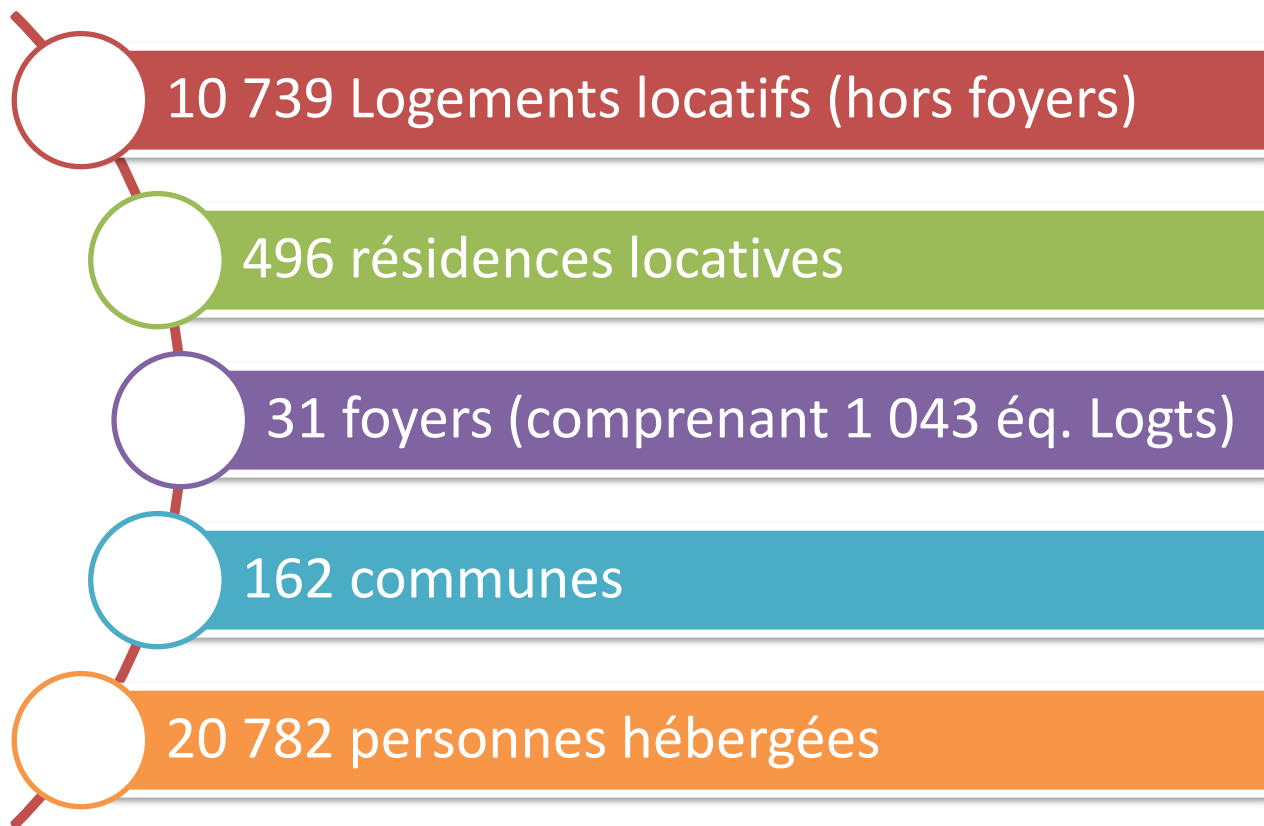 10 739 Logements locatifs (hors foyers)
496 résidences locatives
31 foyers (comprenant 1 043 éq. Logts)
162 communes
20 782 personnes hébergées